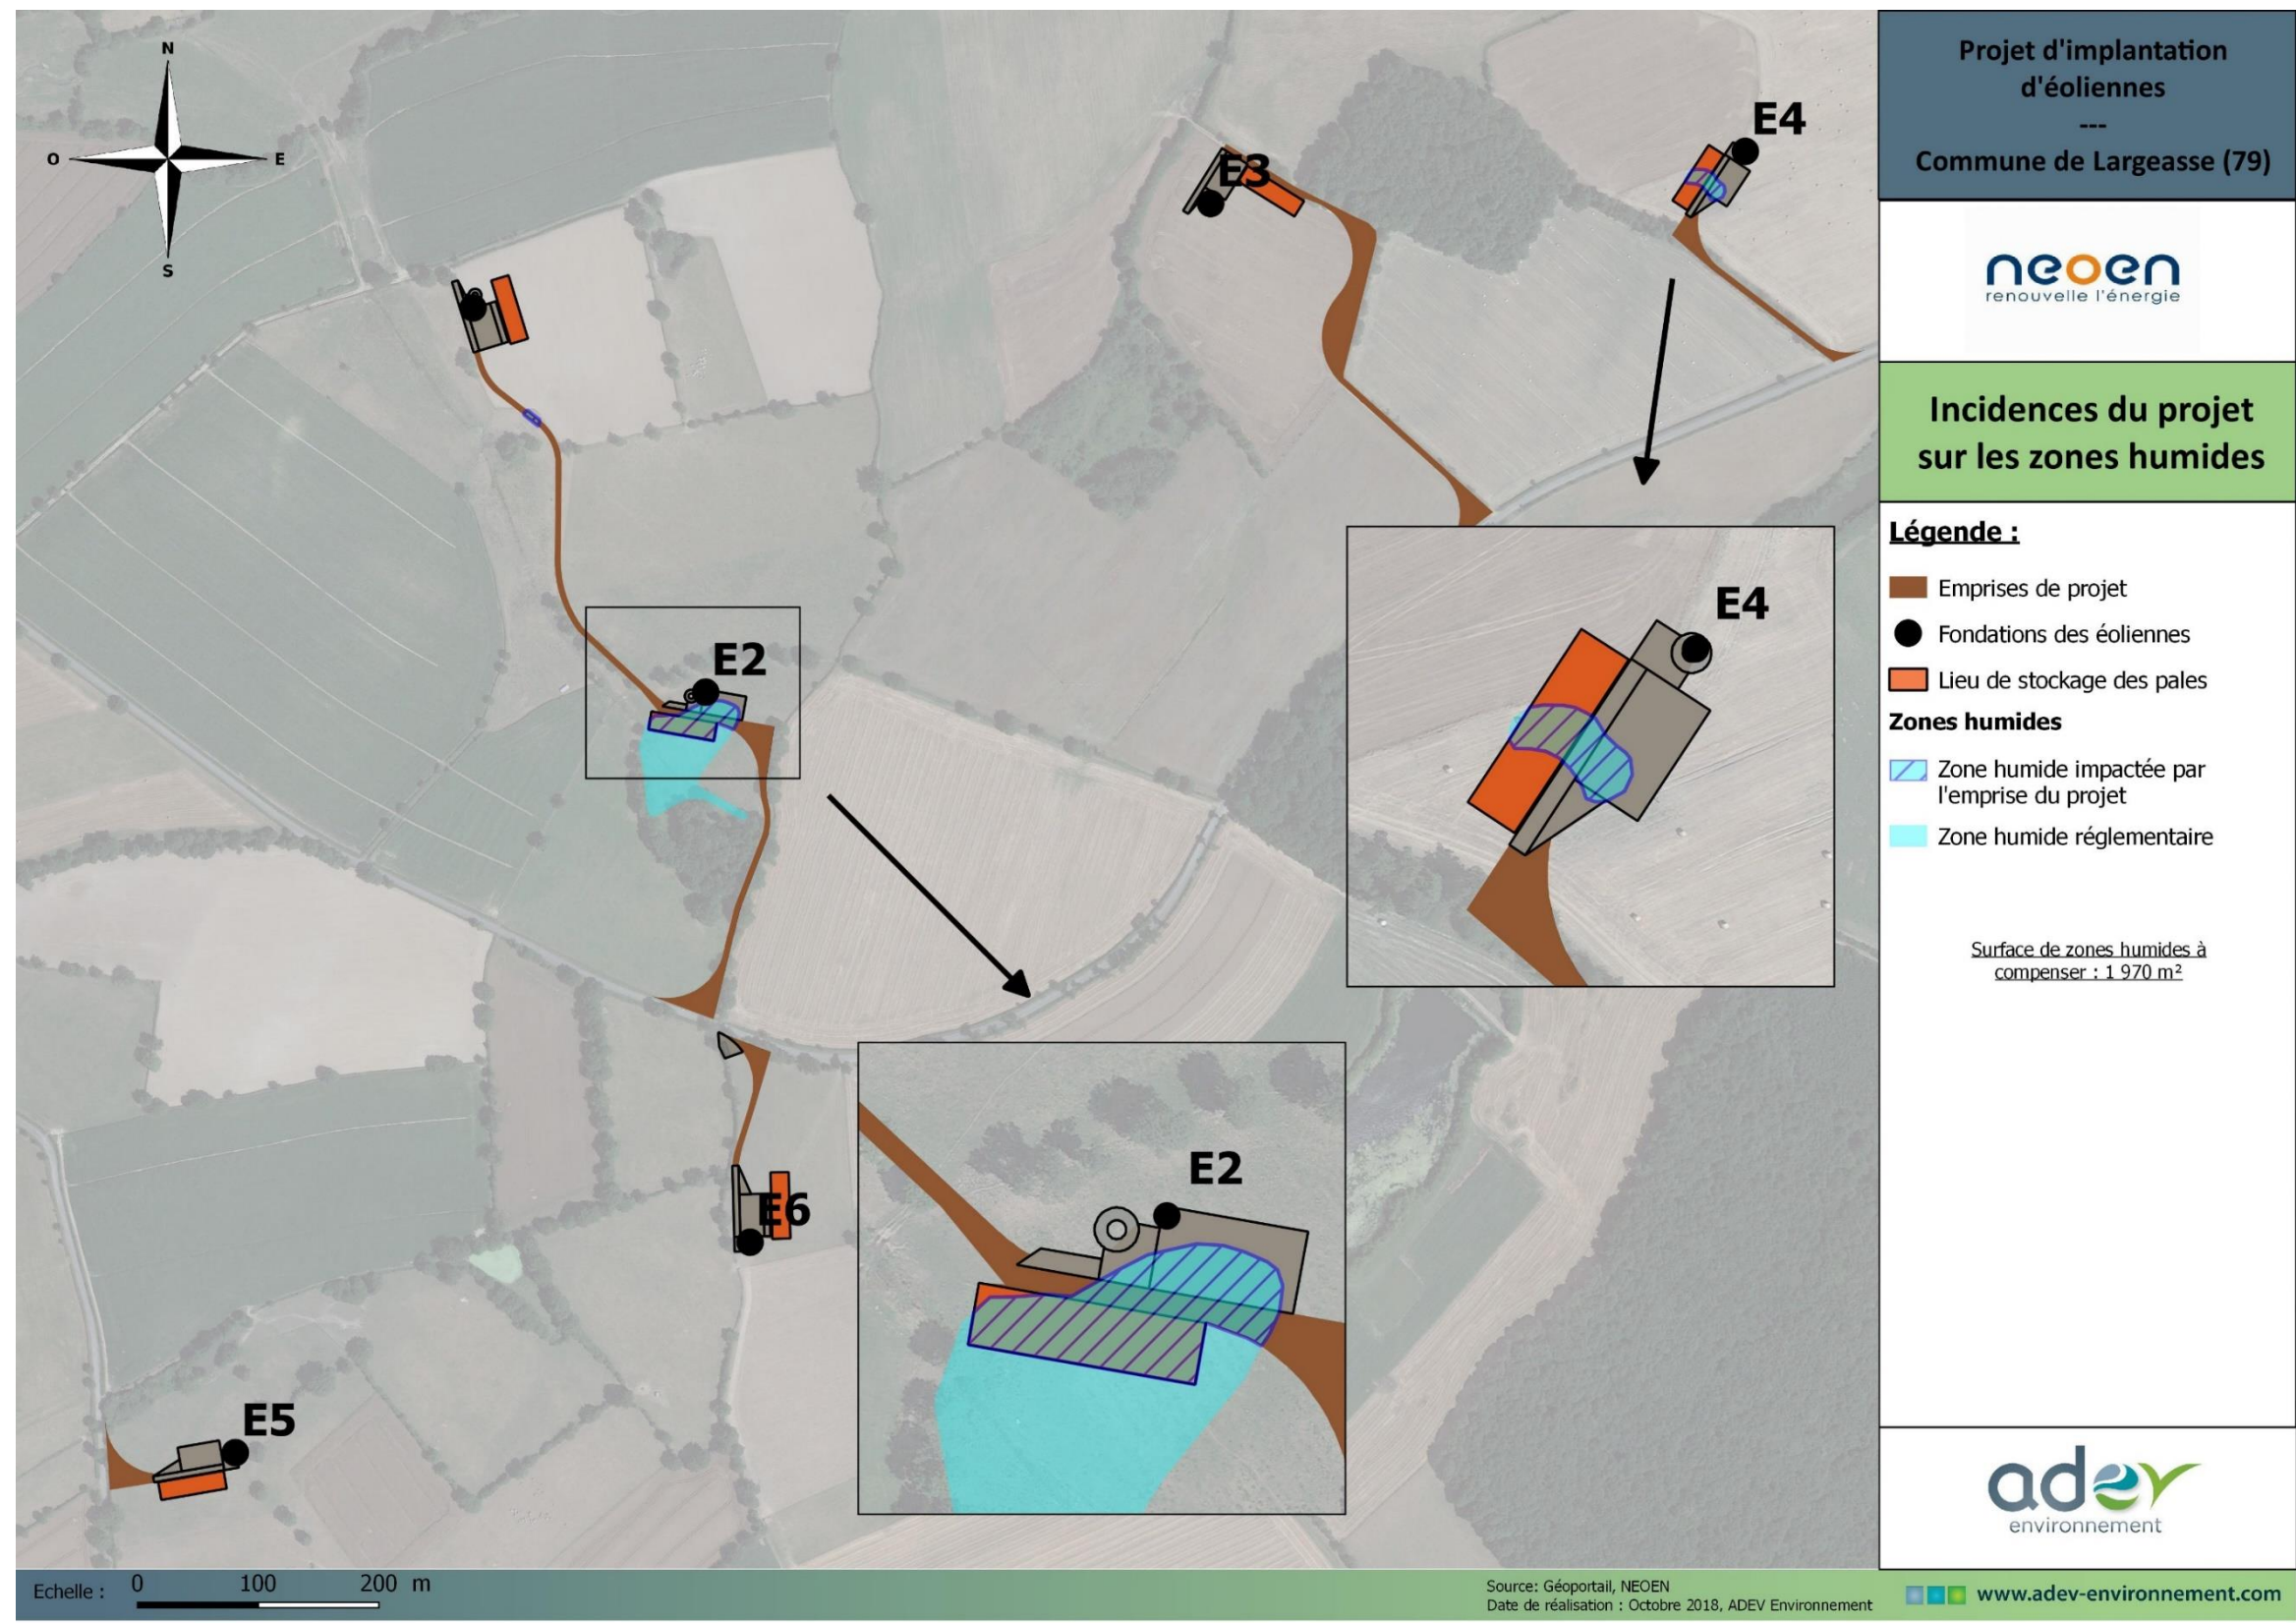 Projet d'implantation
d'éoliennes
---
Commune de Largeasse (79)
neoen
renouvelle l'énergie
Incidences du projet
sur les zones humides
Légende :
Emprises de projet
Fondations des éoliennes
Lieu de stockage des pales
Zones humides
Zone humide impactée par
l'emprise du projet
Zone humide réglementaire
Surface de zones humides à
compenser : 1 970 m²
adev
environnement
www.adev-environnement.com
N
O
E
S
E3
E4
E2
E4
E2
E6
E5
Echelle :
0 100 200 m
Source: Géoportail, NEOEN
Date de réalisation : Octobre 2018, ADEV Environnement